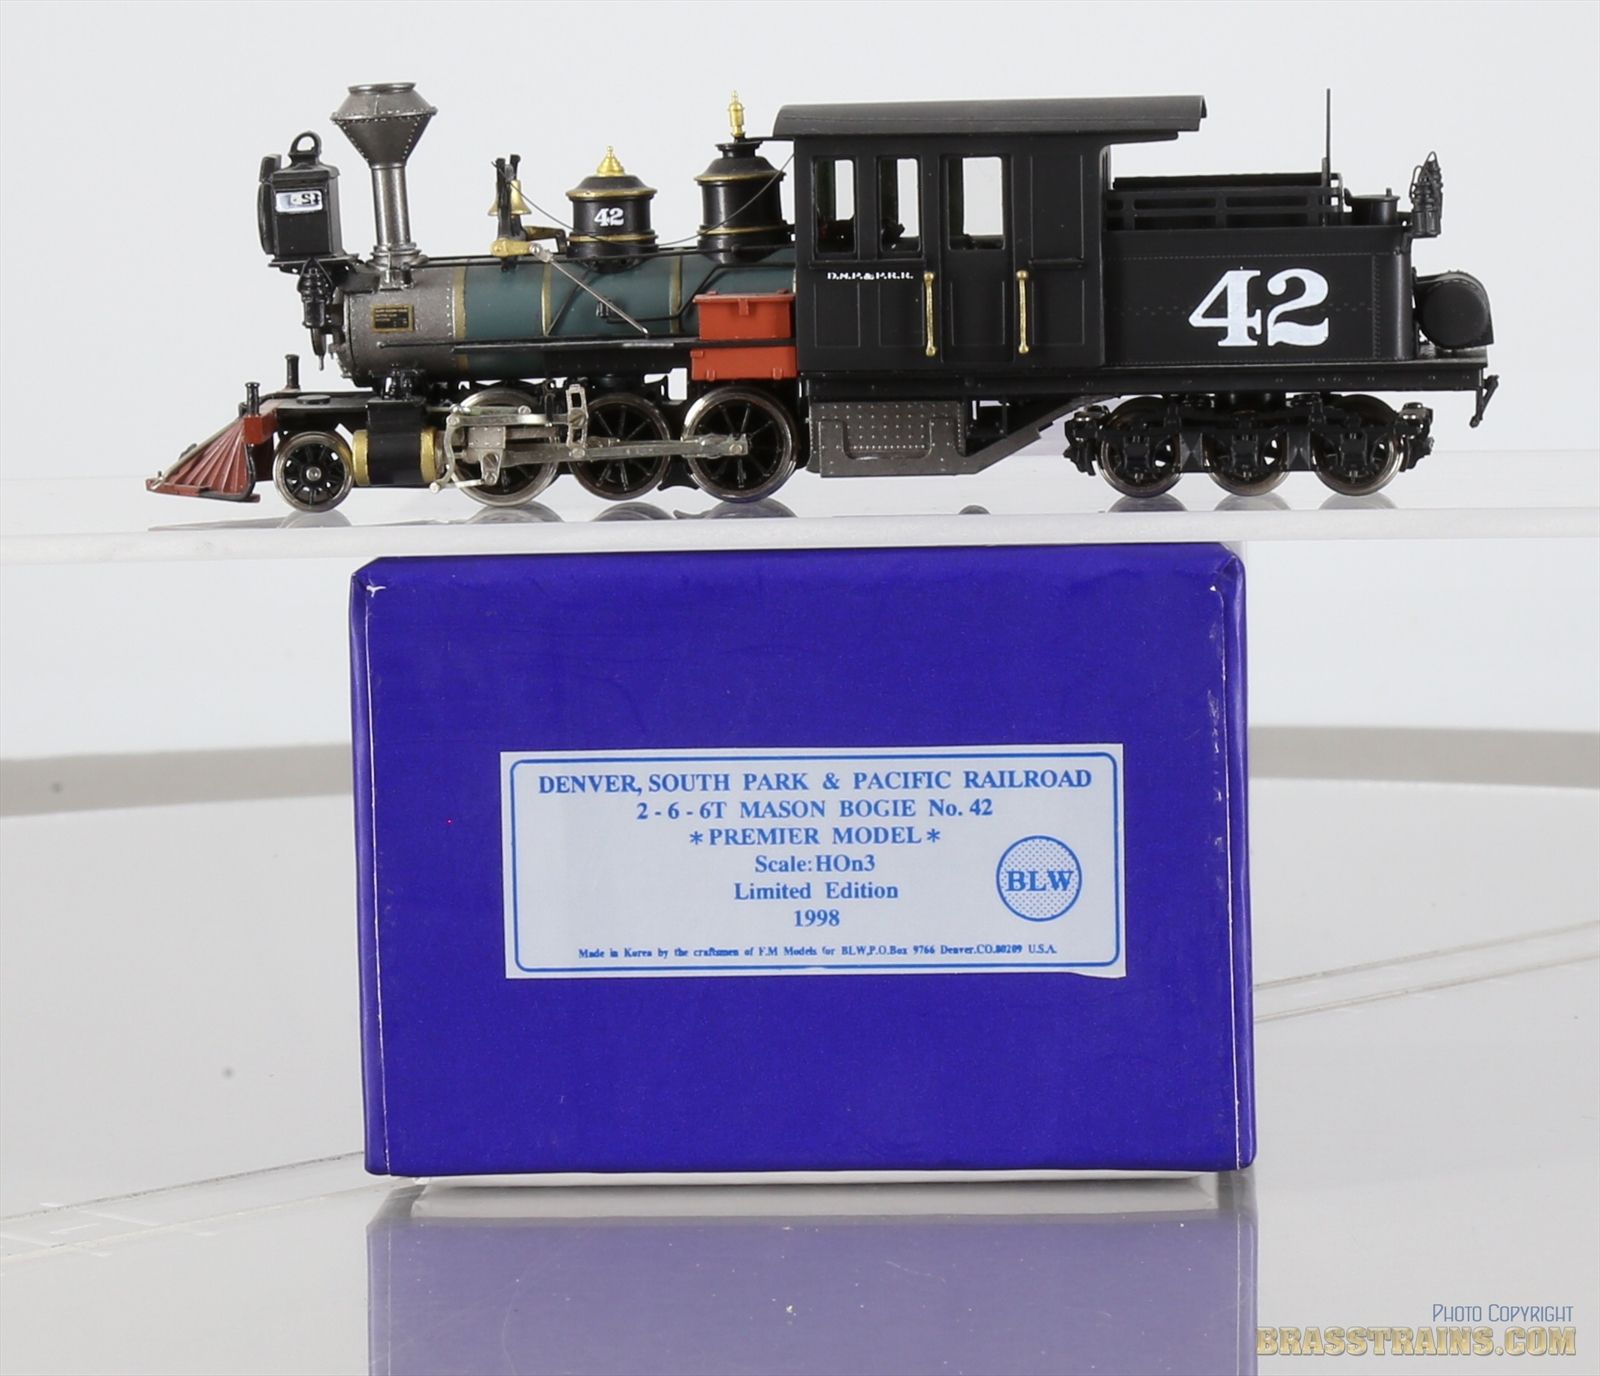 42
42
D.S.P.&P.R.R.
42
DENVER, SOUTH PARK & PACIFIC RAILROAD
2 - 6 - 6T MASON BOGIE No. 42
*PREMIER MODEL*
Scale:HOn3
Limited Edition
1998
BLW
Made in Korea by the craftsmen of F.M Models for BLW,P.O.Box 9766 Denver,CO.80209 U.S.A.
PHOTO COPYRIGHT
BRASSTRAINS.COM